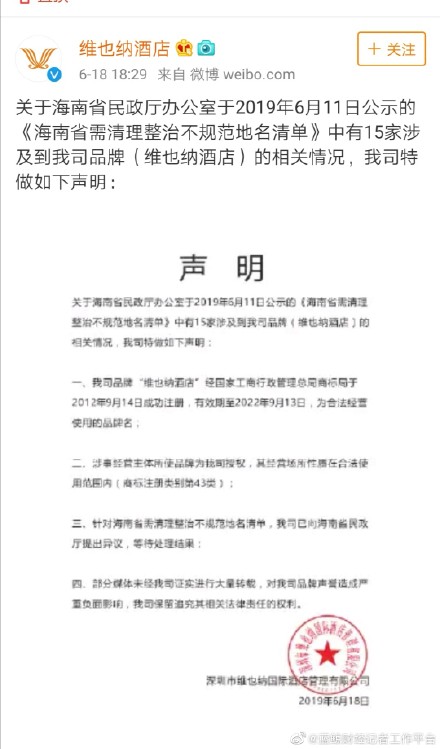 维也纳酒店
+ 关注
6-18 18:29 来自 微博 weibo.com
关于海南省民政厅办公室于2019年6月11日公示的
《海南省需清理整治不规范地名清单》中有15家涉
及到我司品牌（维也纳酒店）的相关情况，我司特
做如下声明：
声 明
关于海南省民政厅办公室于2019年6月11日公示的《海南省需清理
整治不规范地名清单》中有15家涉及到我司品牌（维也纳酒店）的
相关情况，我司特做如下声明：
一、我司品牌“维也纳酒店”经国家工商行政管理总局商标局于
2012年9月14日成功注册，有效期至2022年9月13日，为合法经营
使用的品牌名；
二、涉事经营主体所使品牌为我司授权，其经营场所性质在合法使
用范围内（商标注册类别第43类）；
三、针对海南省需清理整治不规范地名清单，我司已向海南省民政
厅提出异议，等待处理结果；
四、部分媒体未经我司证实进行大量转载，对我司品牌声誉造成严
重负面影响，我司保留追究其相关法律责任的权利。
深圳市维也纳国际酒店管理有限公司
2019年6月18日
@蓝鲸财经记者工作平台